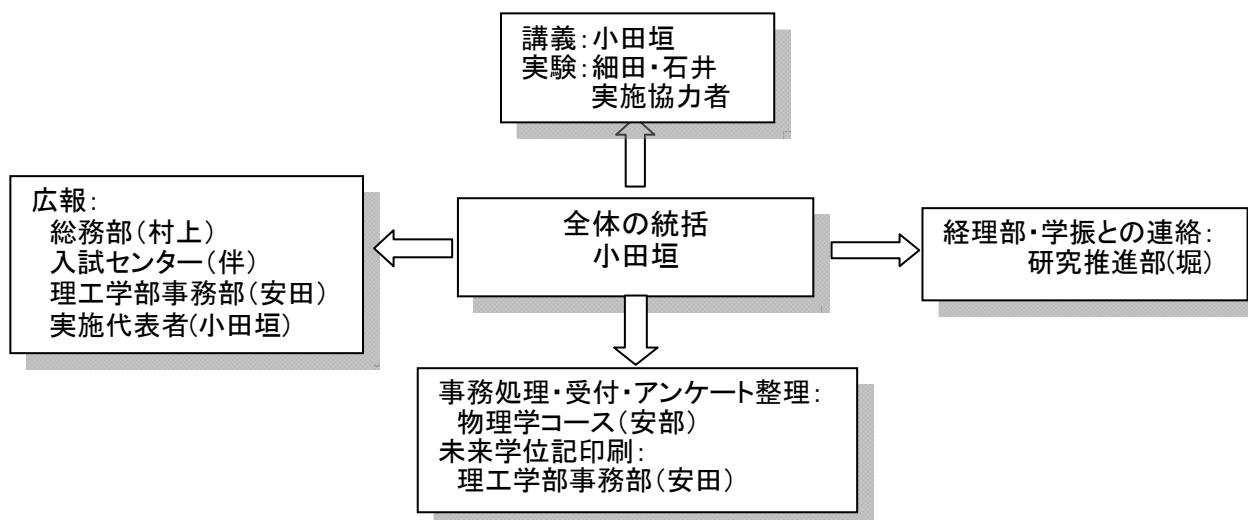 講義：小田垣
実験：細田・石井
実施協力者
広報：
総務部（村上）
入試センター（伴）
理工学部事務部（安田）
実施代表者(小田垣）
全体の統括
小田垣
経理部・学振との連絡：
研究推進部(堀）
事務処理・受付・アンケート整理：
物理学コース（安部）
未来学位記印刷：
理工学部事務部（安田）